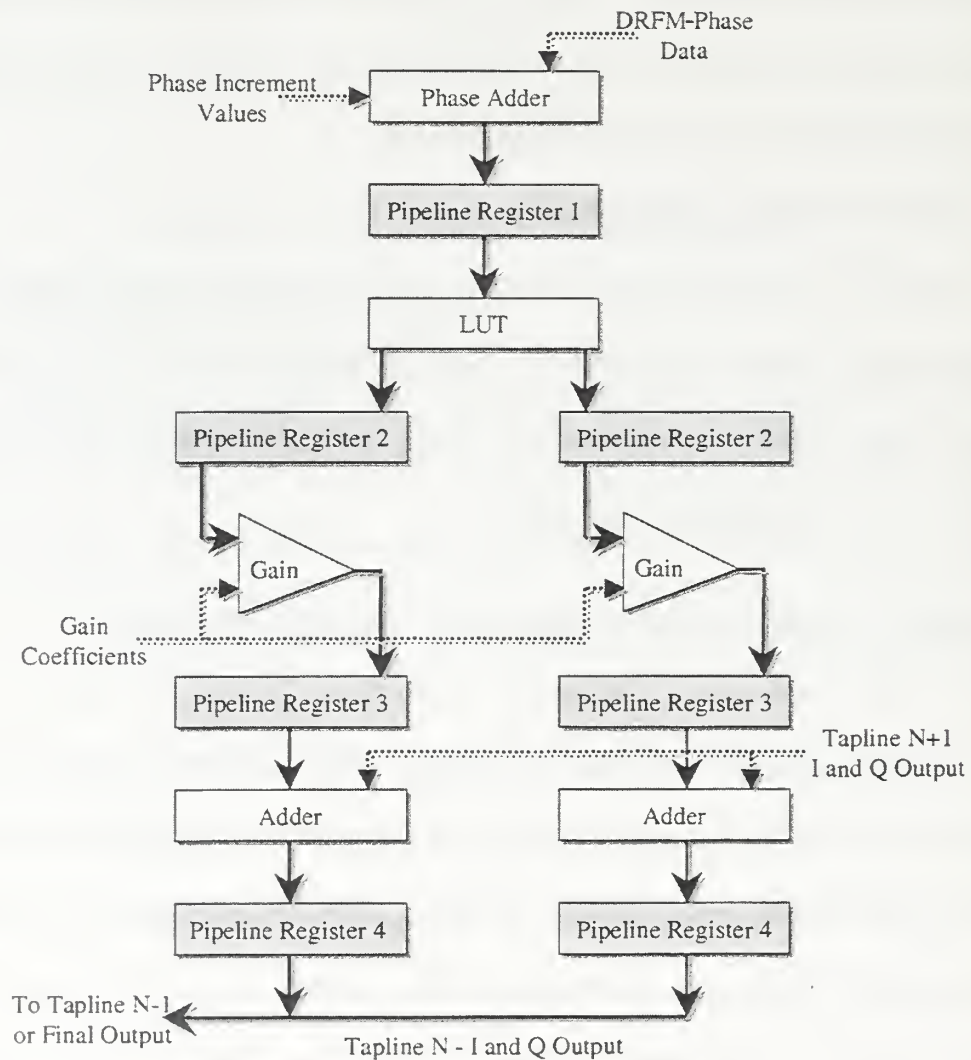 DRFM-Phase
Data
Phase Increment
Values
Phase Adder
Pipeline Register 1
LUT
Pipeline Register 2
Pipeline Register 2
Gain
Gain
Gain
Coefficients
Pipeline Register 3
Pipeline Register 3
Tapline N+1
I and Q Output
Adder
Adder
Pipeline Register 4
Pipeline Register 4
To Tapline N-1
or Final Output
Tapline N - I and Q Output